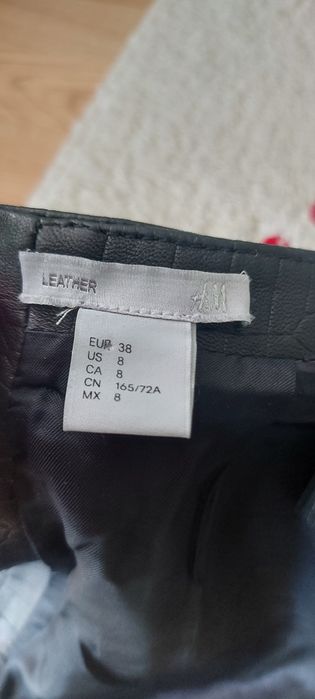 LEATHER
H&M
EUR 38
US 8
CA 8
CN 165/72A
MX 8